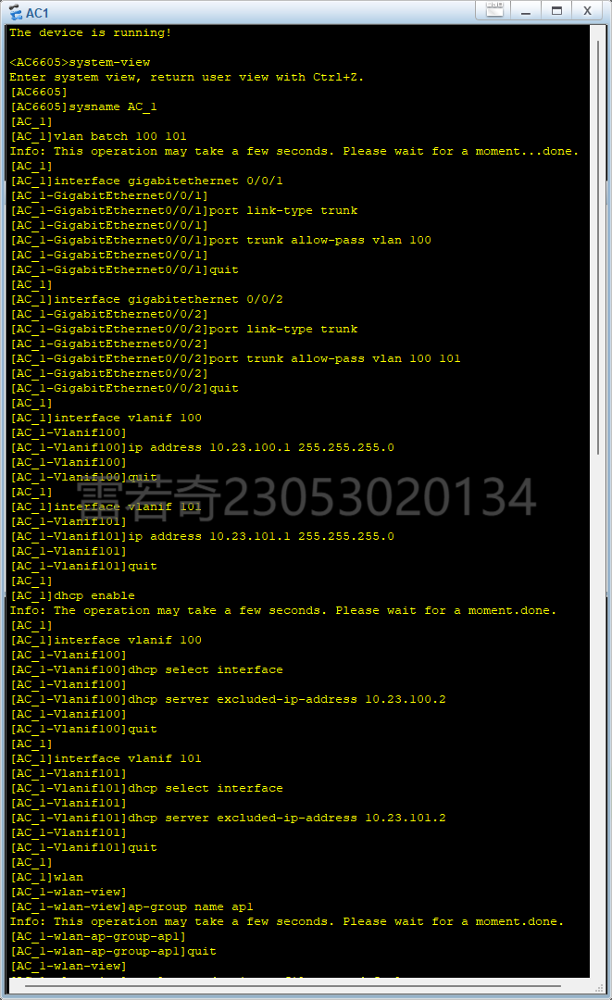 AC1
The device is running!
<AC6605>system-view
Enter system view, return user view with Ctrl+Z.
[AC6605]
[AC6605]sysname AC_1
[AC_1]
[AC_1]vlan batch 100 101
Info: This operation may take a few seconds. Please wait for a moment...done.
[AC_1]
[AC_1]interface gigabitethernet 0/0/1
[AC_1-GigabitEthernet0/0/1]
[AC_1-GigabitEthernet0/0/1]port link-type trunk
[AC_1-GigabitEthernet0/0/1]
[AC_1-GigabitEthernet0/0/1]port trunk allow-pass vlan 100
[AC_1-GigabitEthernet0/0/1]
[AC_1-GigabitEthernet0/0/1]quit
[AC_1]
[AC_1]interface gigabitethernet 0/0/2
[AC_1-GigabitEthernet0/0/2]
[AC_1-GigabitEthernet0/0/2]port link-type trunk
[AC_1-GigabitEthernet0/0/2]
[AC_1-GigabitEthernet0/0/2]port trunk allow-pass vlan 100 101
[AC_1-GigabitEthernet0/0/2]
[AC_1-GigabitEthernet0/0/2]quit
[AC_1]
[AC_1]interface vlanif 100
[AC_1-Vlanif100]
[AC_1-Vlanif100]ip address 10.23.100.1 255.255.255.0
[AC_1-Vlanif100]
[AC_1-Vlanif100]quit
雷若奇23053020134
[AC_1]
[AC_1]interface vlanif 101
[AC_1-Vlanif101]
[AC_1-Vlanif101]ip address 10.23.101.1 255.255.255.0
[AC_1-Vlanif101]
[AC_1-Vlanif101]quit
[AC_1]
[AC_1]dhcp enable
Info: The operation may take a few seconds. Please wait for a moment.done.
[AC_1]
[AC_1]interface vlanif 100
[AC_1-Vlanif100]
[AC_1-Vlanif100]dhcp select interface
[AC_1-Vlanif100]
[AC_1-Vlanif100]dhcp server excluded-ip-address 10.23.100.2
[AC_1-Vlanif100]
[AC_1-Vlanif100]quit
[AC_1]
[AC_1]interface vlanif 101
[AC_1-Vlanif101]
[AC_1-Vlanif101]dhcp select interface
[AC_1-Vlanif101]
[AC_1-Vlanif101]dhcp server excluded-ip-address 10.23.101.2
[AC_1-Vlanif101]
[AC_1-Vlanif101]quit
[AC_1]
[AC_1]wlan
[AC_1-wlan-view]
[AC_1-wlan-view]ap-group name ap1
Info: This operation may take a few seconds. Please wait for a moment.done.
[AC_1-wlan-ap-group-ap1]
[AC_1-wlan-ap-group-ap1]quit
[AC_1-wlan-view]